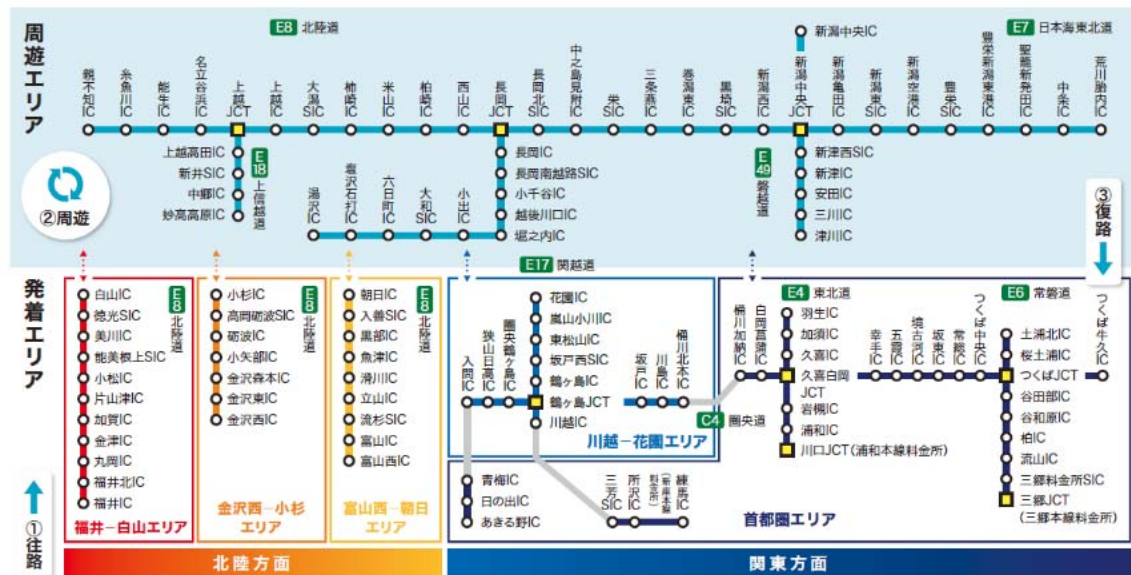 周遊エリア
E8 北陸道
E7 日本海東北道
親不知IC
糸魚川IC
能生IC
名立谷浜IC
上越JCT
上越IC
大潟SIC
柿崎IC
米山IC
柏崎IC
西山IC
長岡JCT
長岡北SIC
中之島見附IC
栄SIC
三条燕IC
巻潟東IC
黒埼SIC
新潟西IC
新潟中央JCT
新潟中央IC
新潟亀田IC
新潟東SIC
新潟空港IC
豊栄SIC
豊栄新潟東港IC
聖籠新発田IC
中条IC
荒川胎内IC
上越高田IC
新井SIC
中郷IC
妙高高原IC
E18 上信越道
湯沢IC
塩沢石打IC
六日町IC
大和SIC
小出IC
長岡IC
長岡南越路SIC
小千谷IC
越後川口IC
堀之内IC
E49 磐越道
新津西SIC
新津IC
安田IC
三川IC
津川IC
②周遊
③復路
発着エリア
①往路
白山IC
徳光SIC
美川IC
能美根上SIC
小松IC
片山津IC
加賀IC
金津IC
丸岡IC
福井北IC
福井IC
E8 北陸道
福井-白山エリア
小杉IC
高岡砺波SIC
砺波IC
小矢部IC
金沢森本IC
金沢東IC
金沢西IC
E8 北陸道
金沢西-小杉
エリア
朝日IC
入善SIC
黒部IC
魚津IC
滑川IC
立山IC
流杉SIC
富山IC
富山西IC
E8 北陸道
富山西-朝日
エリア
E17 関越道
入間IC
狭山日高IC
圏央鶴ヶ島IC
花園IC
嵐山小川IC
東松山IC
坂戸西SIC
鶴ヶ島IC
鶴ヶ島JCT
川越IC
坂戸IC
川島IC
桶川北本IC
川越-花園エリア
C4 圏央道
青梅IC
日の出IC
あきる野IC
三芳SIC
所沢IC
(新座本線料金所)
練馬IC
桶川加納IC
白岡菖蒲IC
E4 東北道
羽生IC
加須IC
久喜IC
久喜白岡
JCT
岩槻IC
浦和IC
川口JCT(浦和本線料金所)
幸手IC
五霞IC
境古河IC
坂東IC
常総IC
つくば中央IC
E6 常磐道
土浦北IC
桜土浦IC
つくばJCT
谷田部IC
谷和原IC
柏IC
流山IC
三郷料金所SIC
三郷JCT
(三郷本線料金所)
つくば牛久IC
首都圏エリア
北陸方面
関東方面